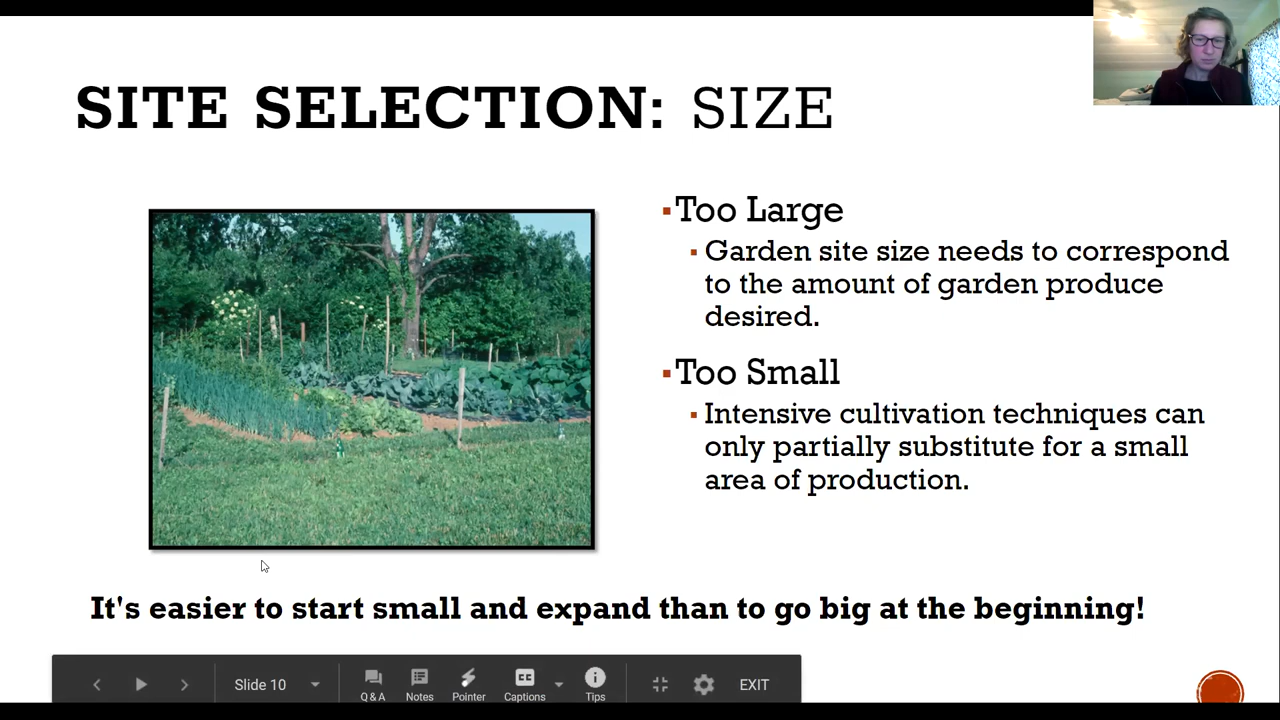 SITE SELECTION: SIZE
▪Too Large
▪ Garden site size needs to correspond
to the amount of garden produce
desired.
▪Too Small
▪ Intensive cultivation techniques can
only partially substitute for a small
area of production.
It's easier to start small and expand than to go big at the beginning!
Slide 10
Q & A
Notes
Pointer
CC
Captions
Tips
EXIT